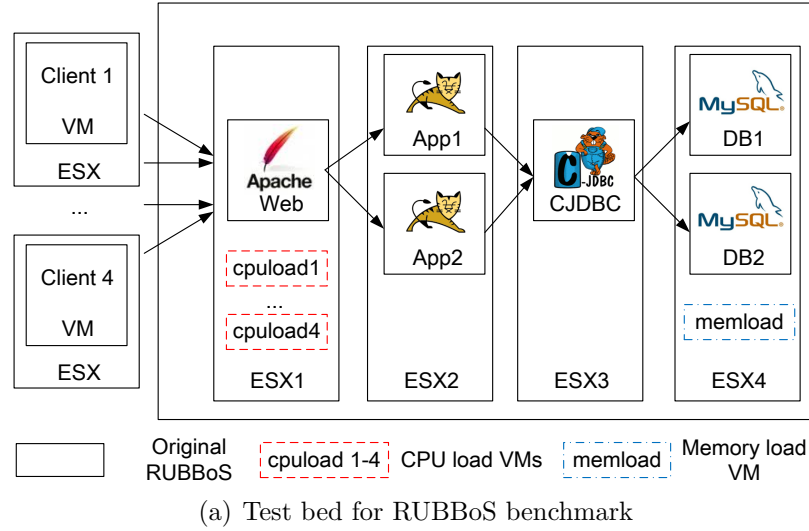 Client 1
VM
ESX
...
Client 4
VM
ESX
Apache
Web
cpuload1
...
cpuload4
ESX1
App1
App2
ESX2
C
-JDBC
CJDBC
ESX3
MySQL
DB1
MySQL
DB2
memload
ESX4
Original
RUBBoS
cpuload 1-4
CPU load VMs
memload
Memory load
VM
(a) Test bed for RUBBoS benchmark